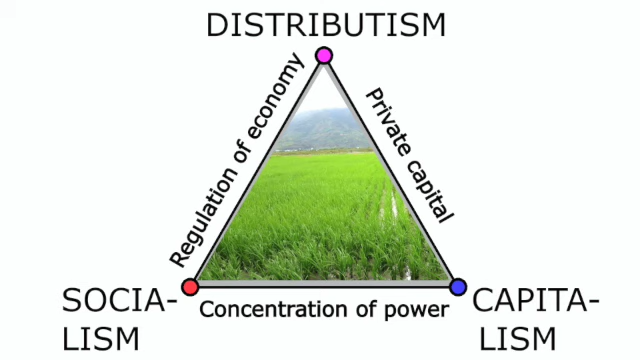 DISTRIBUTISM
Regulation of economy
Private capital
SOCIA-
LISM
Concentration of power
CAPITA-
LISM